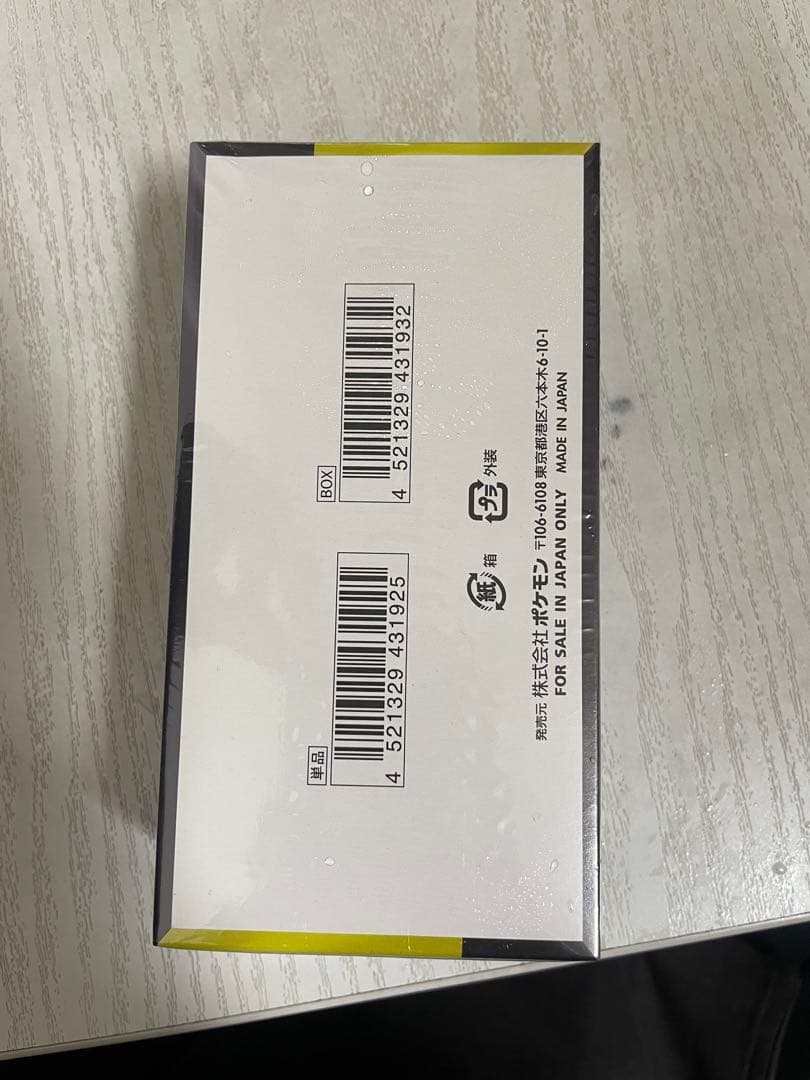 単品
4 521329 431925
BOX
4 521329 431932
紙 箱
プラ 外装
発売元 株式会社 ポケモン 〒106-6108 東京都港区六本木6-10-1
FOR SALE IN JAPAN ONLY MADE IN JAPAN